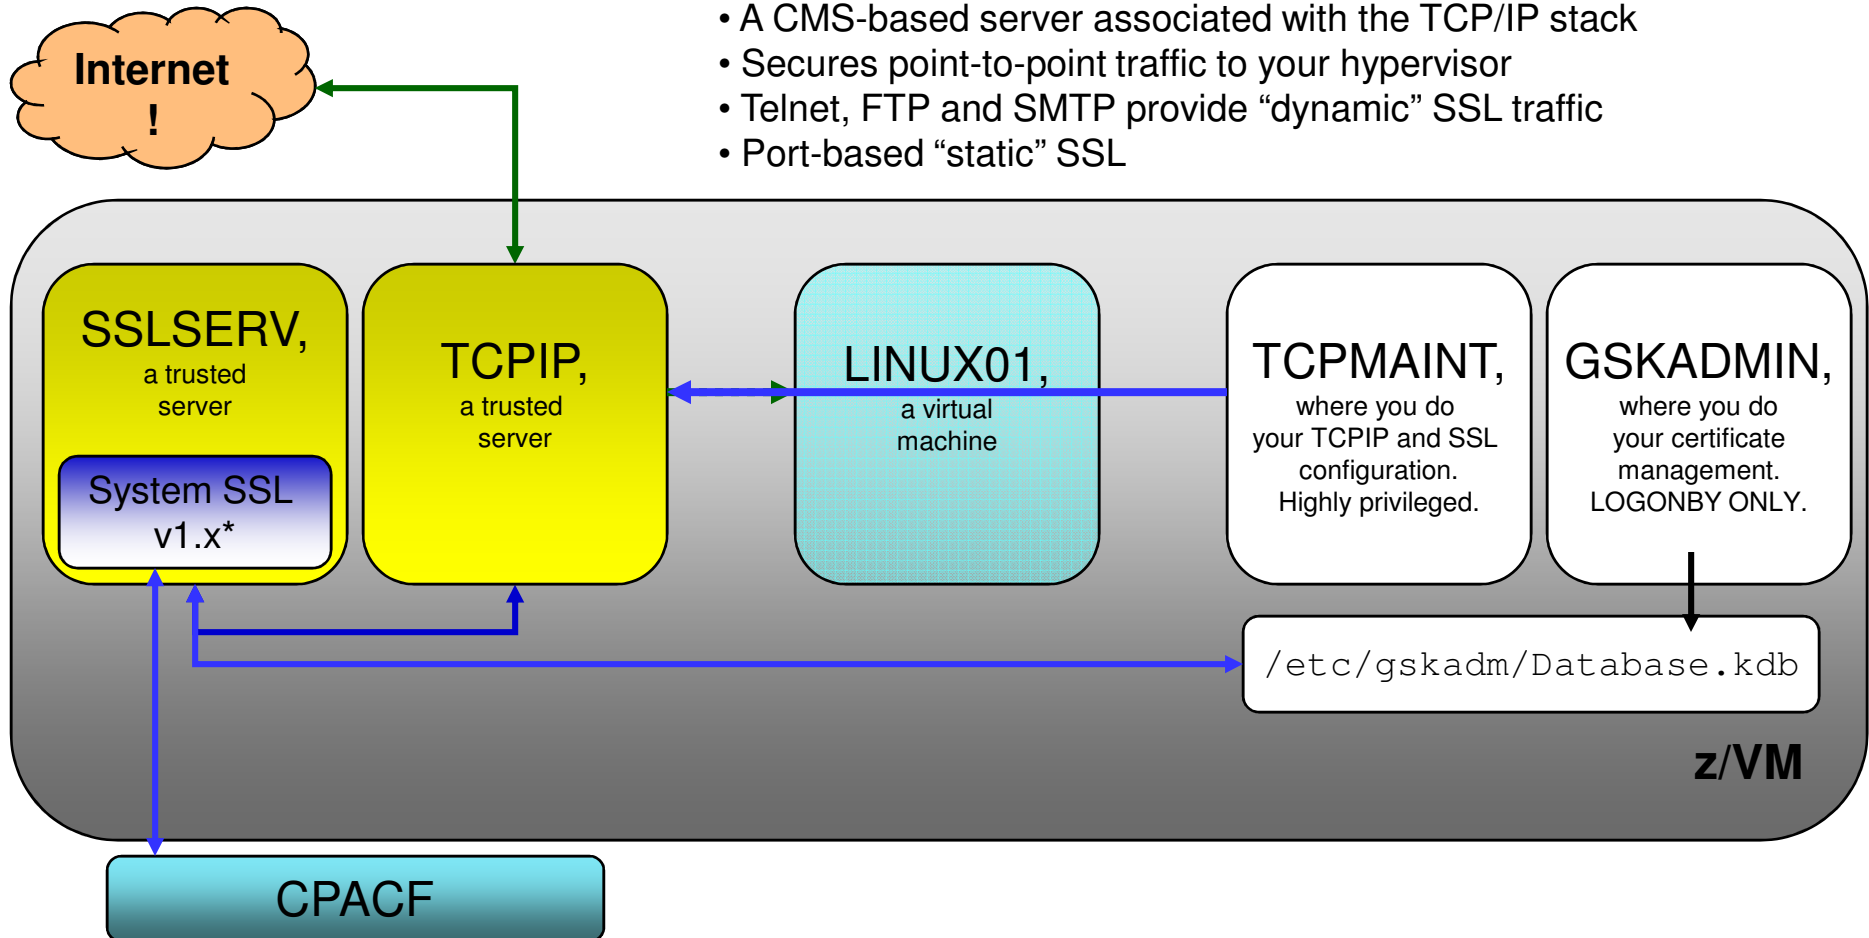 • A CMS-based server associated with the TCP/IP stack
• Secures point-to-point traffic to your hypervisor
• Telnet, FTP and SMTP provide “dynamic” SSL traffic
• Port-based “static” SSL
Internet
!
SSLSERV,
a trusted
server
System SSL
v1.x*
TCPIP,
a trusted
server
LINUX01,
a virtual
machine
TCPMAINT,
where you do
your TCPIP and SSL
configuration.
Highly privileged.
GSKADMIN,
where you do
your certificate
management.
LOGONBY ONLY.
/etc/gskadm/Database.kdb
z/VM
CPACF